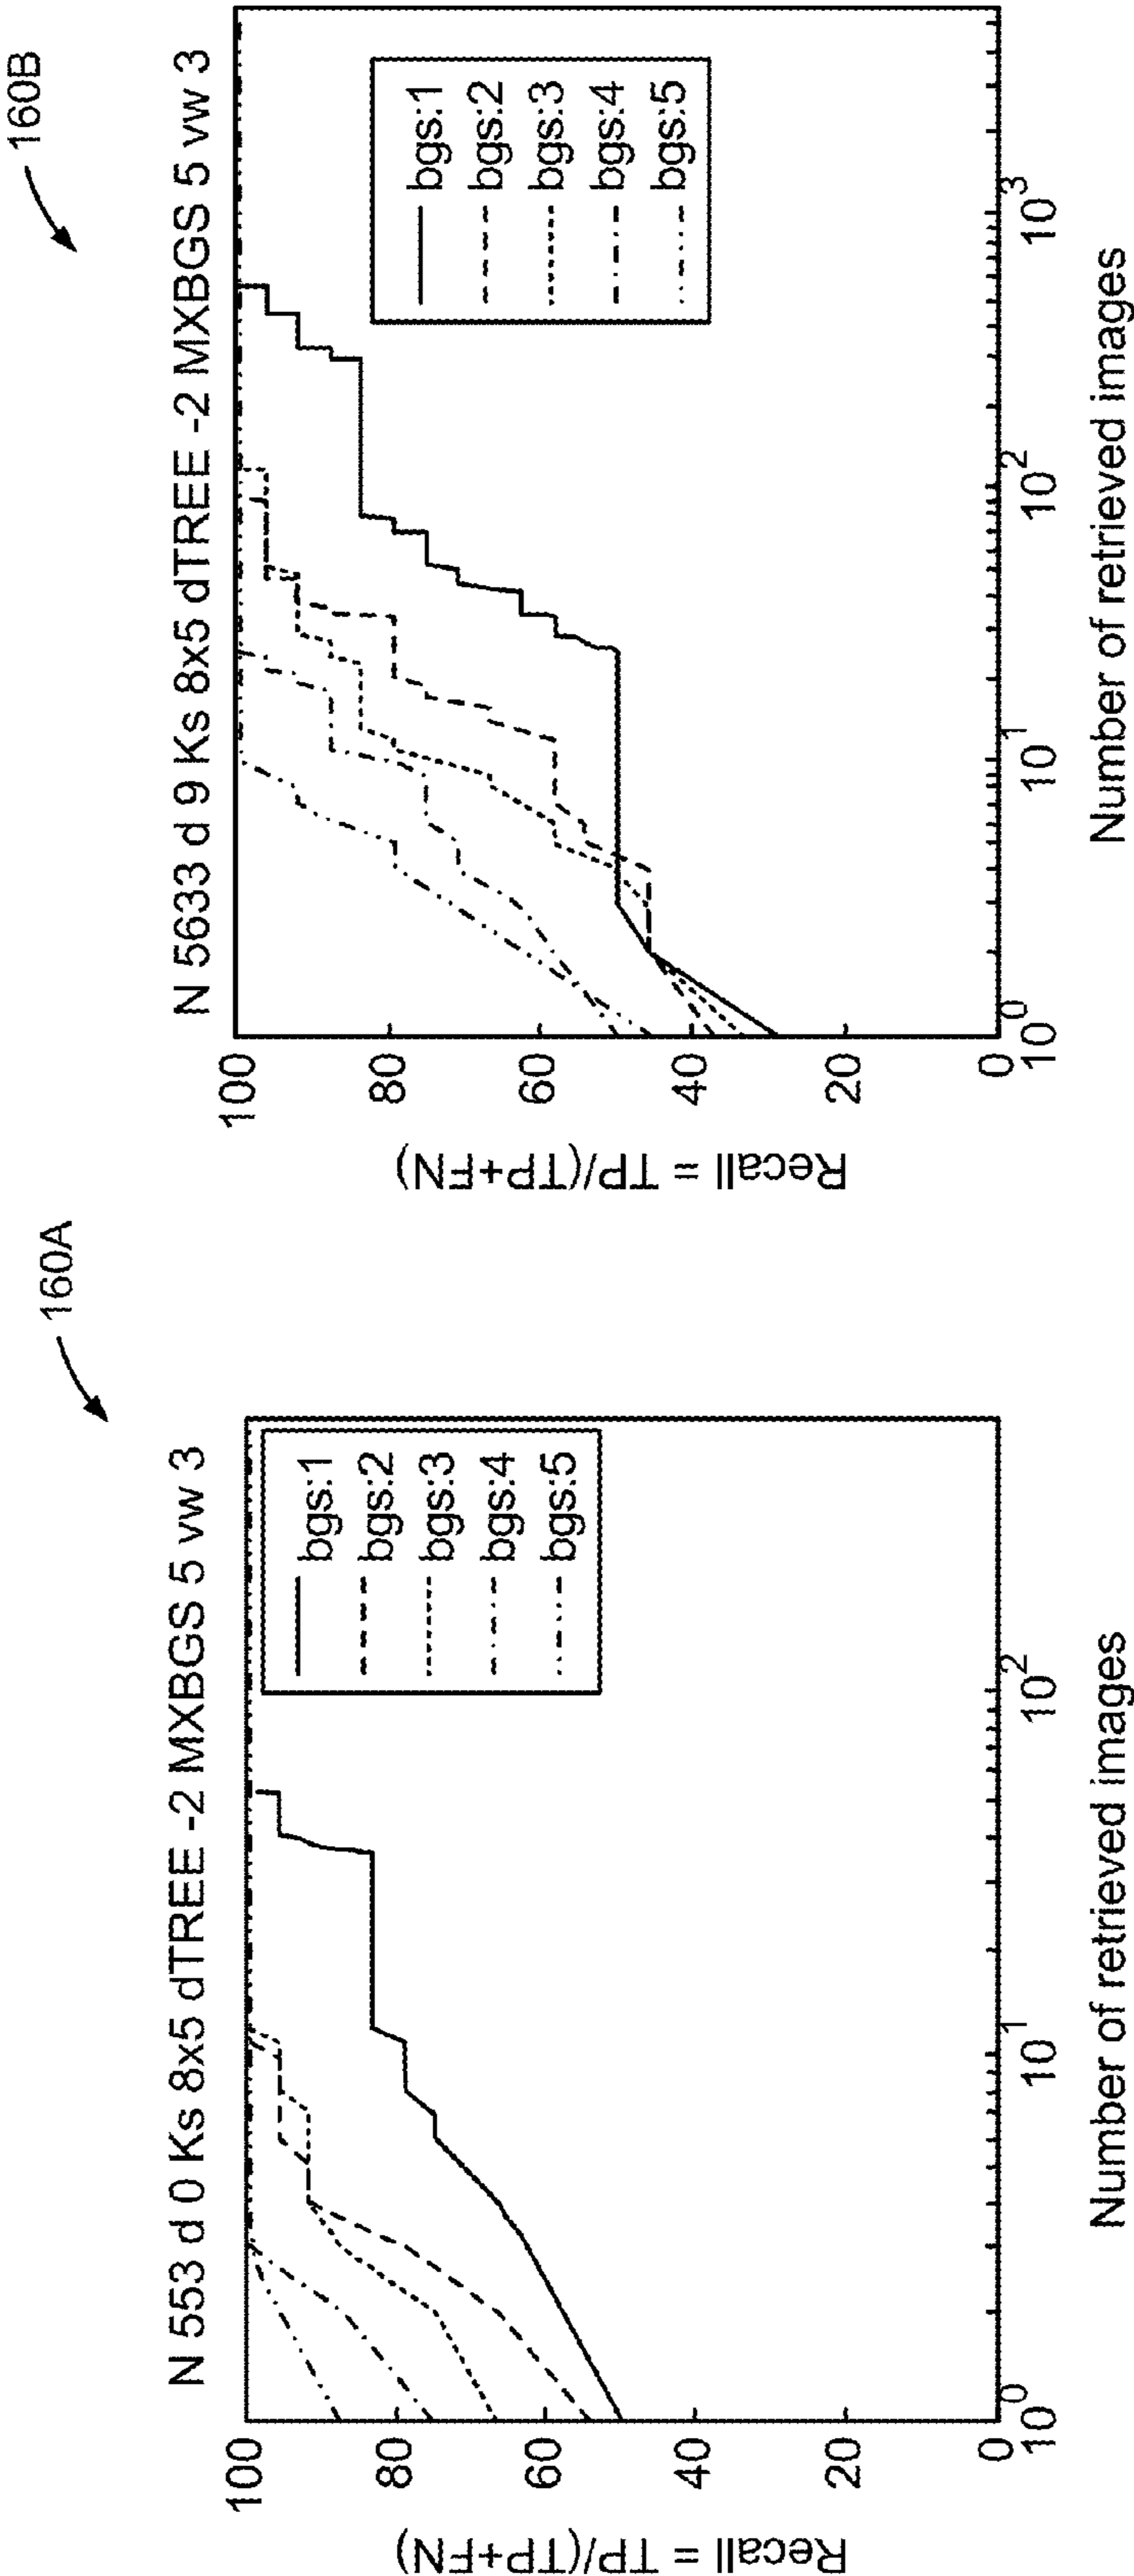 160A
N 553 d 0 Ks 8x5 dTREE -2 MXBGS 5 vw 3
Recall = TP/(TP+FN)
100
80
60
40
20
0
bgs:1
bgs:2
bgs:3
bgs:4
bgs:5
10^0 10^1 10^2
Number of retrieved images
160B
N 5633 d 9 Ks 8x5 dTREE -2 MXBGS 5 vw 3
Recall = TP/(TP+FN)
100
80
60
40
20
0
bgs:1
bgs:2
bgs:3
bgs:4
bgs:5
10^0 10^1 10^2 10^3
Number of retrieved images